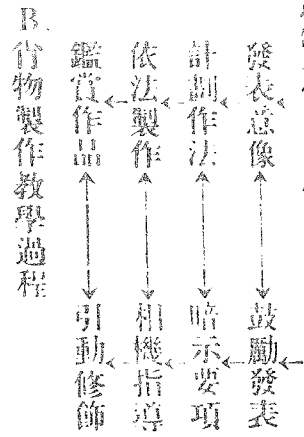 發表意像 鼓勵發表
計劃作法 暗示要項
依法製作 相機指導
鑑賞作品 引動修飾
B. 實物製作教學過程